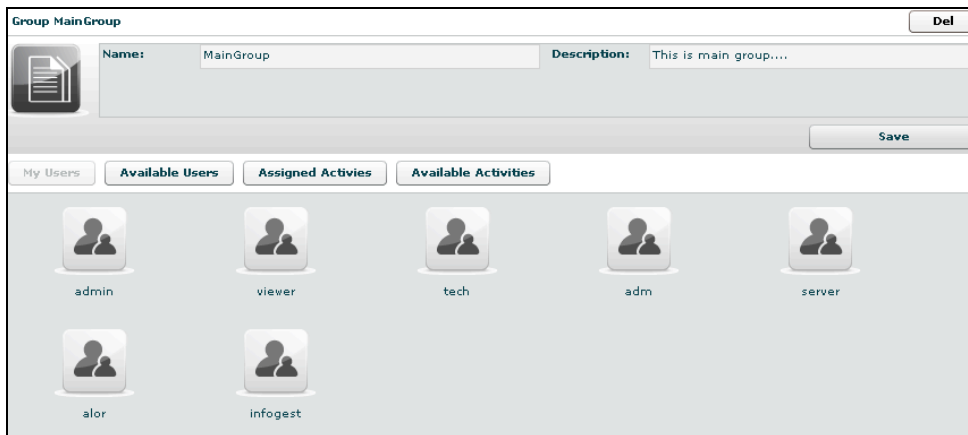 Group MainGroup Del
Name: MainGroup Description: This is main group....
Save
My Users Available Users Assigned Activies Available Activities
admin viewer tech adm server
alor infogest